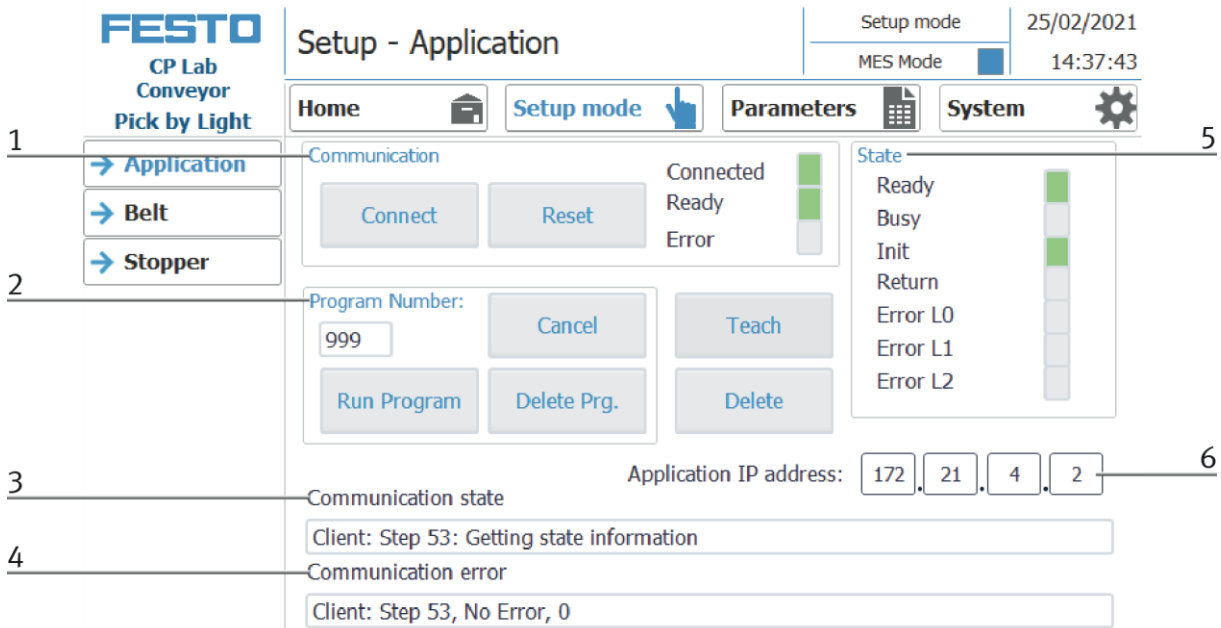 FESTO
CP Lab
Conveyor
Pick by Light
Setup - Application
Setup mode
MES Mode
25/02/2021
14:37:43
Home
Setup mode
Parameters
System
1
Application
Belt
Stopper
Communication
Connect
Reset
Connected
Ready
Error
5
State
Ready
Busy
Init
Return
Error L0
Error L1
Error L2
2
Program Number:
999
Cancel
Teach
Run Program
Delete Prg.
Delete
Application IP address: 172 . 21 . 4 . 2
6
3
Communication state
Client: Step 53: Getting state information
4
Communication error
Client: Step 53, No Error, 0